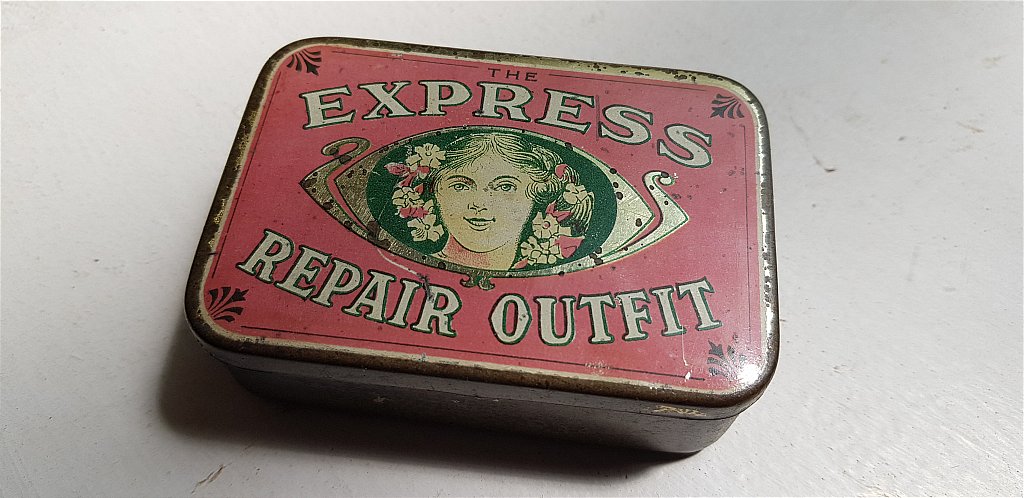 THE
EXPRESS
REPAIR OUTFIT